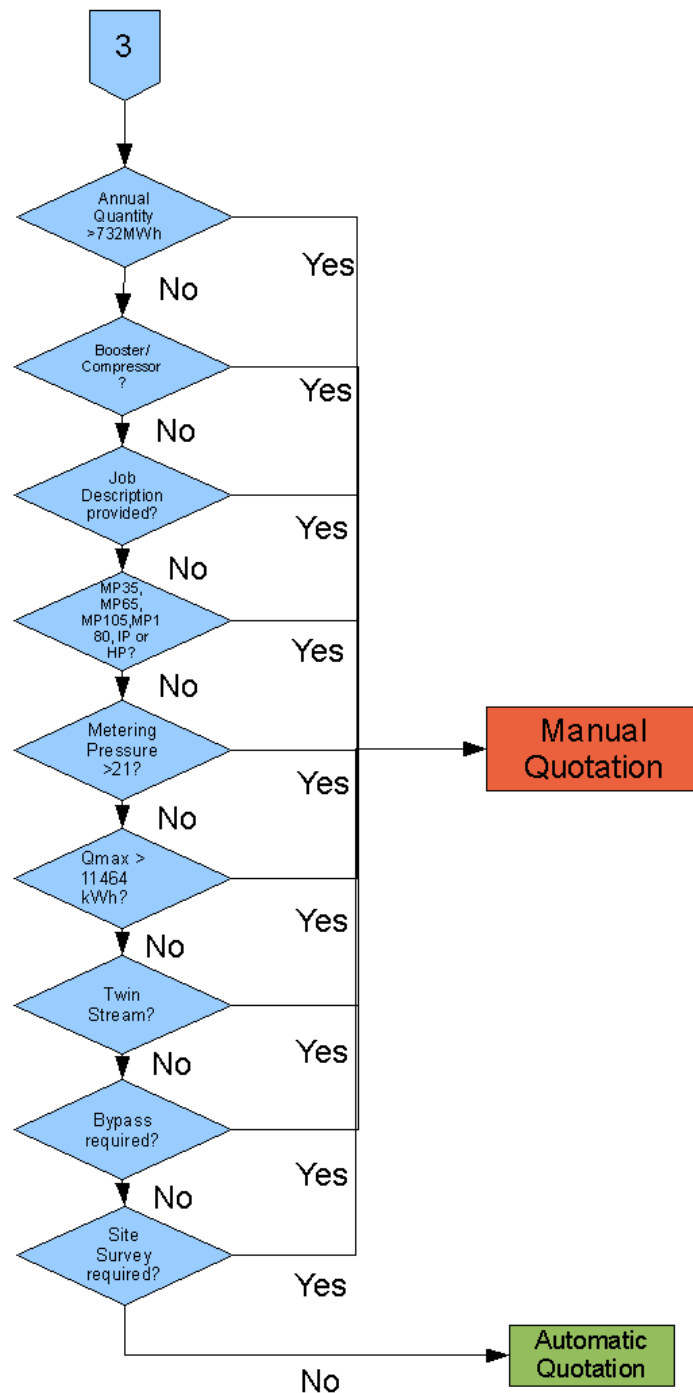 3
Annual
Quantity
>732MWh
Yes
No
Booster/
Compressor
?
Yes
No
Job
Description
provided?
Yes
No
MP35,
MP65,
MP105,MP1
80, IP or
HP?
Yes
No
Metering
Pressure
>21?
Manual
Quotation
Yes
No
Qmax >
11464
kWh?
Yes
No
Twin
Stream?
Yes
No
Bypass
required?
Yes
No
Site
Survey
required?
Yes
No
Automatic
Quotation